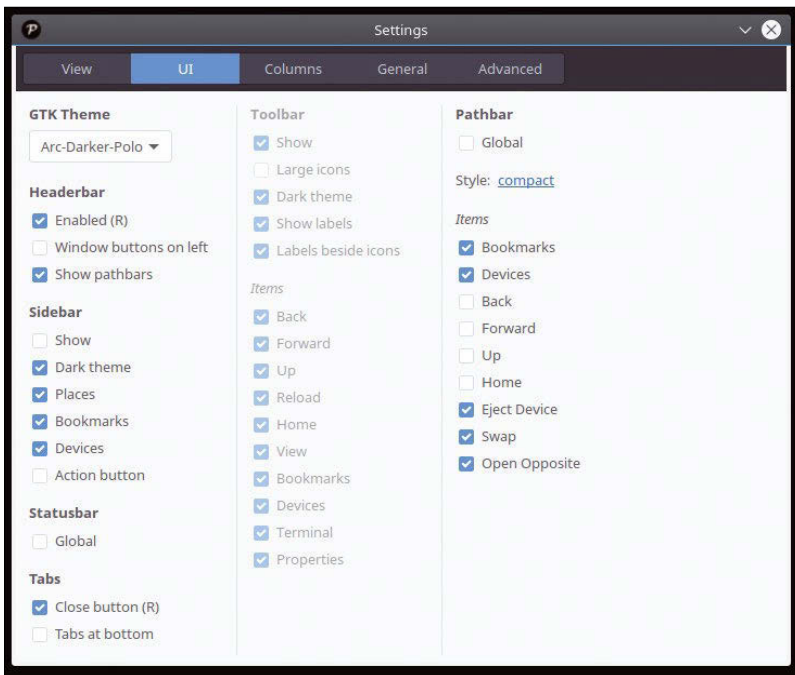 Settings
View UI Columns General Advanced
GTK Theme
Arc-Darker-Polo
Headerbar
Enabled (R)
Window buttons on left
Show pathbars
Sidebar
Show
Dark theme
Places
Bookmarks
Devices
Action button
Statusbar
Global
Tabs
Close button (R)
Tabs at bottom
Toolbar
Show
Large icons
Dark theme
Show labels
Labels beside icons
Items
Back
Forward
Up
Reload
Home
View
Bookmarks
Devices
Terminal
Properties
Pathbar
Global
Style: compact
Items
Bookmarks
Devices
Back
Forward
Up
Home
Eject Device
Swap
Open Opposite